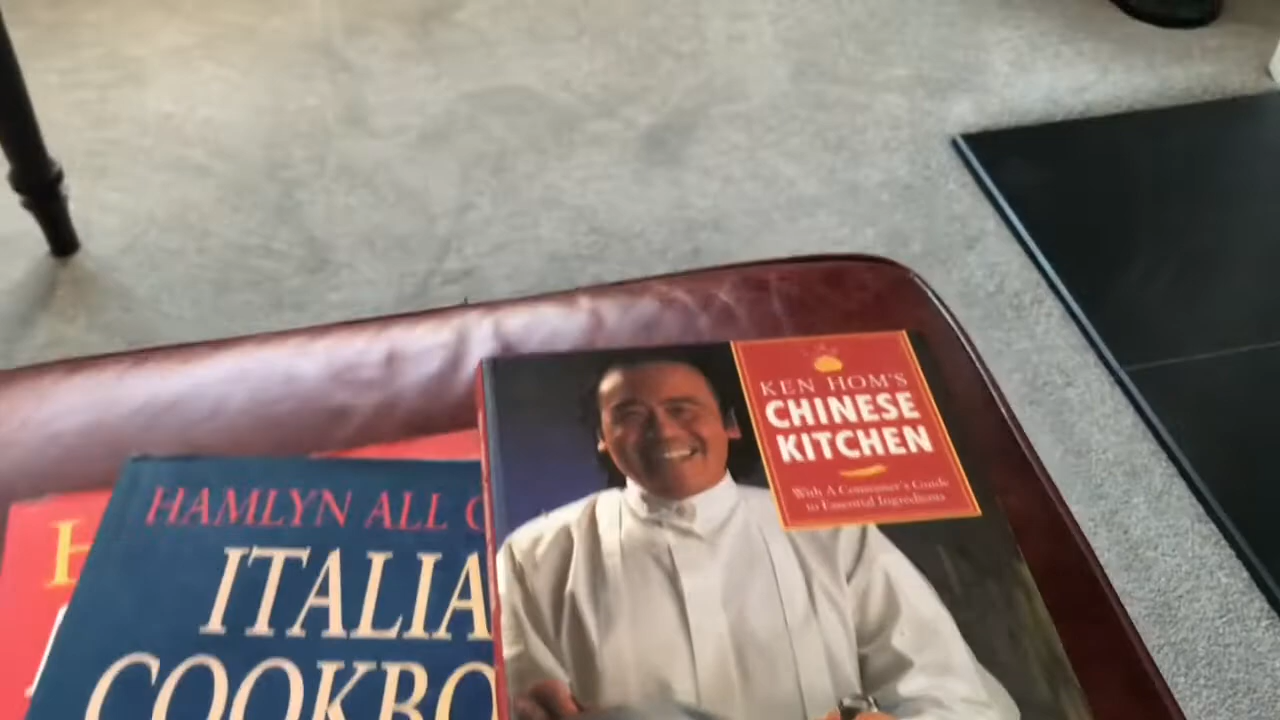 HAMLYN ALL C
ITALIA
COOKBO
KEN HOM'S
CHINESE
KITCHEN
With A Consumer's Guide
to Essential Ingredients